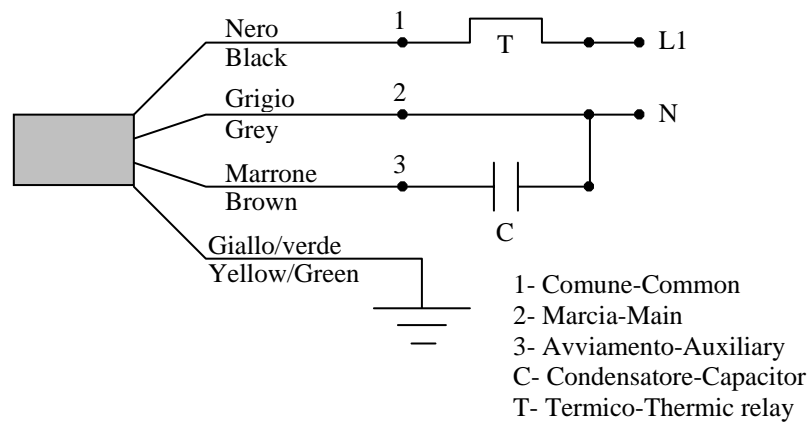 Nero
Black
1
T
L1
Grigio
Grey
2
N
Marrone
Brown
3
C
Giallo/verde
Yellow/Green
1- Comune-Common
2- Marcia-Main
3- Avviamento-Auxiliary
C- Condensatore-Capacitor
T- Termico-Thermic relay